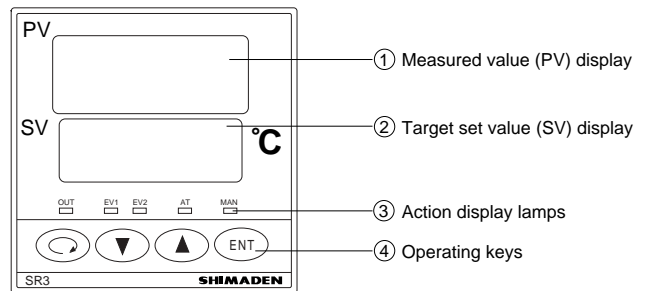 PV
① Measured value (PV) display
SV
② Target set value (SV) display
°C
OUT EV1 EV2 AT MAN
③ Action display lamps
ENT
④ Operating keys
SR3 SHIMADEN